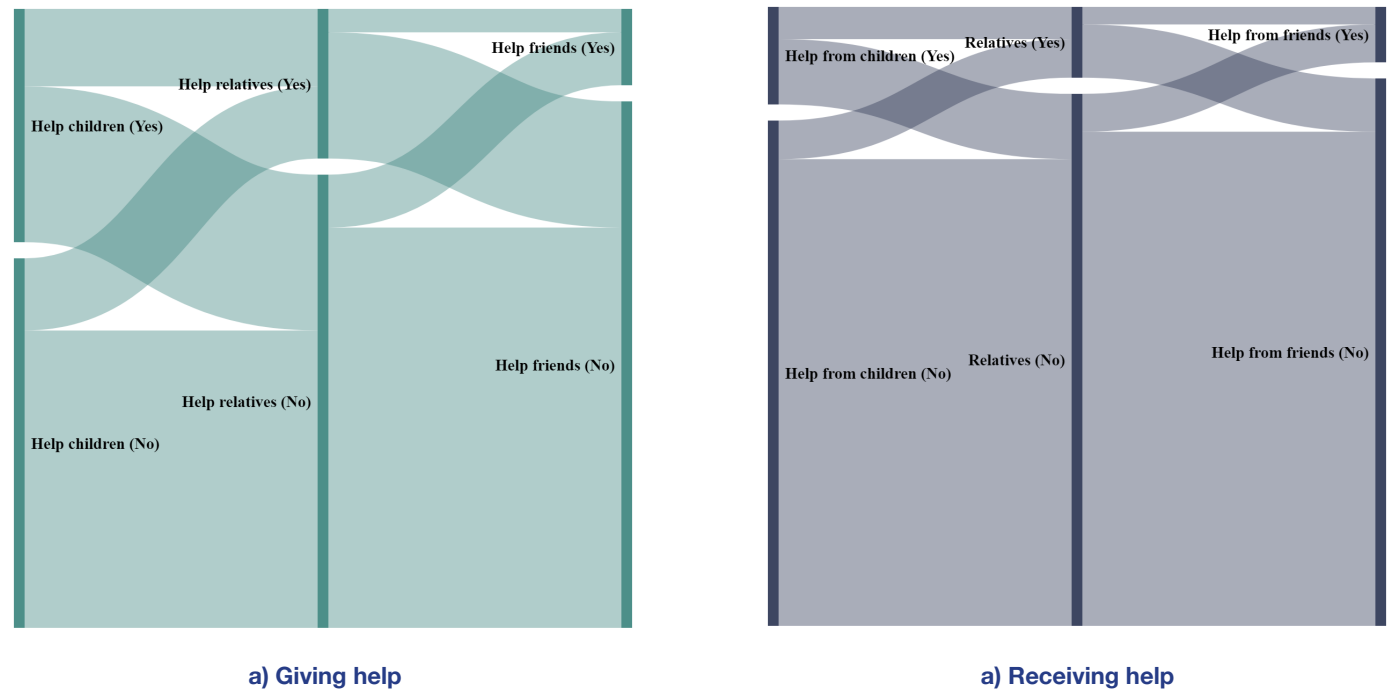 Help friends (Yes)
Help relatives (Yes)
Help children (Yes)
Help friends (No)
Help relatives (No)
Help children (No)
a) Giving help
Help from friends (Yes)
Relatives (Yes)
Help from children (Yes)
Help from friends (No)
Relatives (No)
Help from children (No)
a) Receiving help